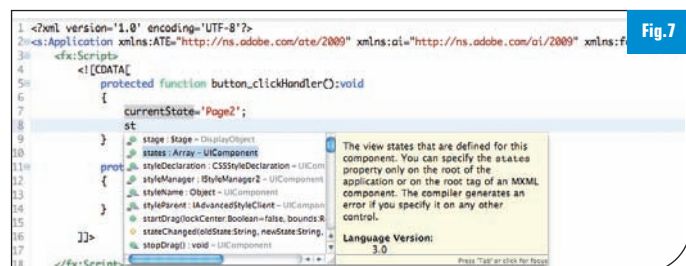 Fig.7
1 <?xml version='1.0' encoding='UTF-8'?>
2 <s:Application xmlns:ATE="http://ns.adobe.com/ate/2009" xmlns:ai="http://ns.adobe.com/ai/2009"
3 <fx:Script>
4 <![CDATA[
5 protected function button_clickHandler():void
6 {
7 currentState='Page2';
8 st
9 }
10
11 prot
12 {
13
14 }
15
16 ]]>
17
18 </fx:Script>
stage : Stage - DisplayObject
states : Array - UIComponent
styleDeclaration : CSSStyleDeclaration - UICom
styleManager : IStyleManager2 - UIComponent
styleName : Object - UIComponent
styleParent : IAdvancedStyleClient - UICompon
startDrag(lockCenter:Boolean=false, bounds:R
stateChanged(oldState:String, newState:String,
stopDrag() : void - UIComponent
The view states that are defined for this
component. You can specify the states
property only on the root of the
application or on the root tag of an MXML
component. The compiler generates an
error if you specify it on any other
control.
Language Version:
3.0
Press 'Tab' or click for focus